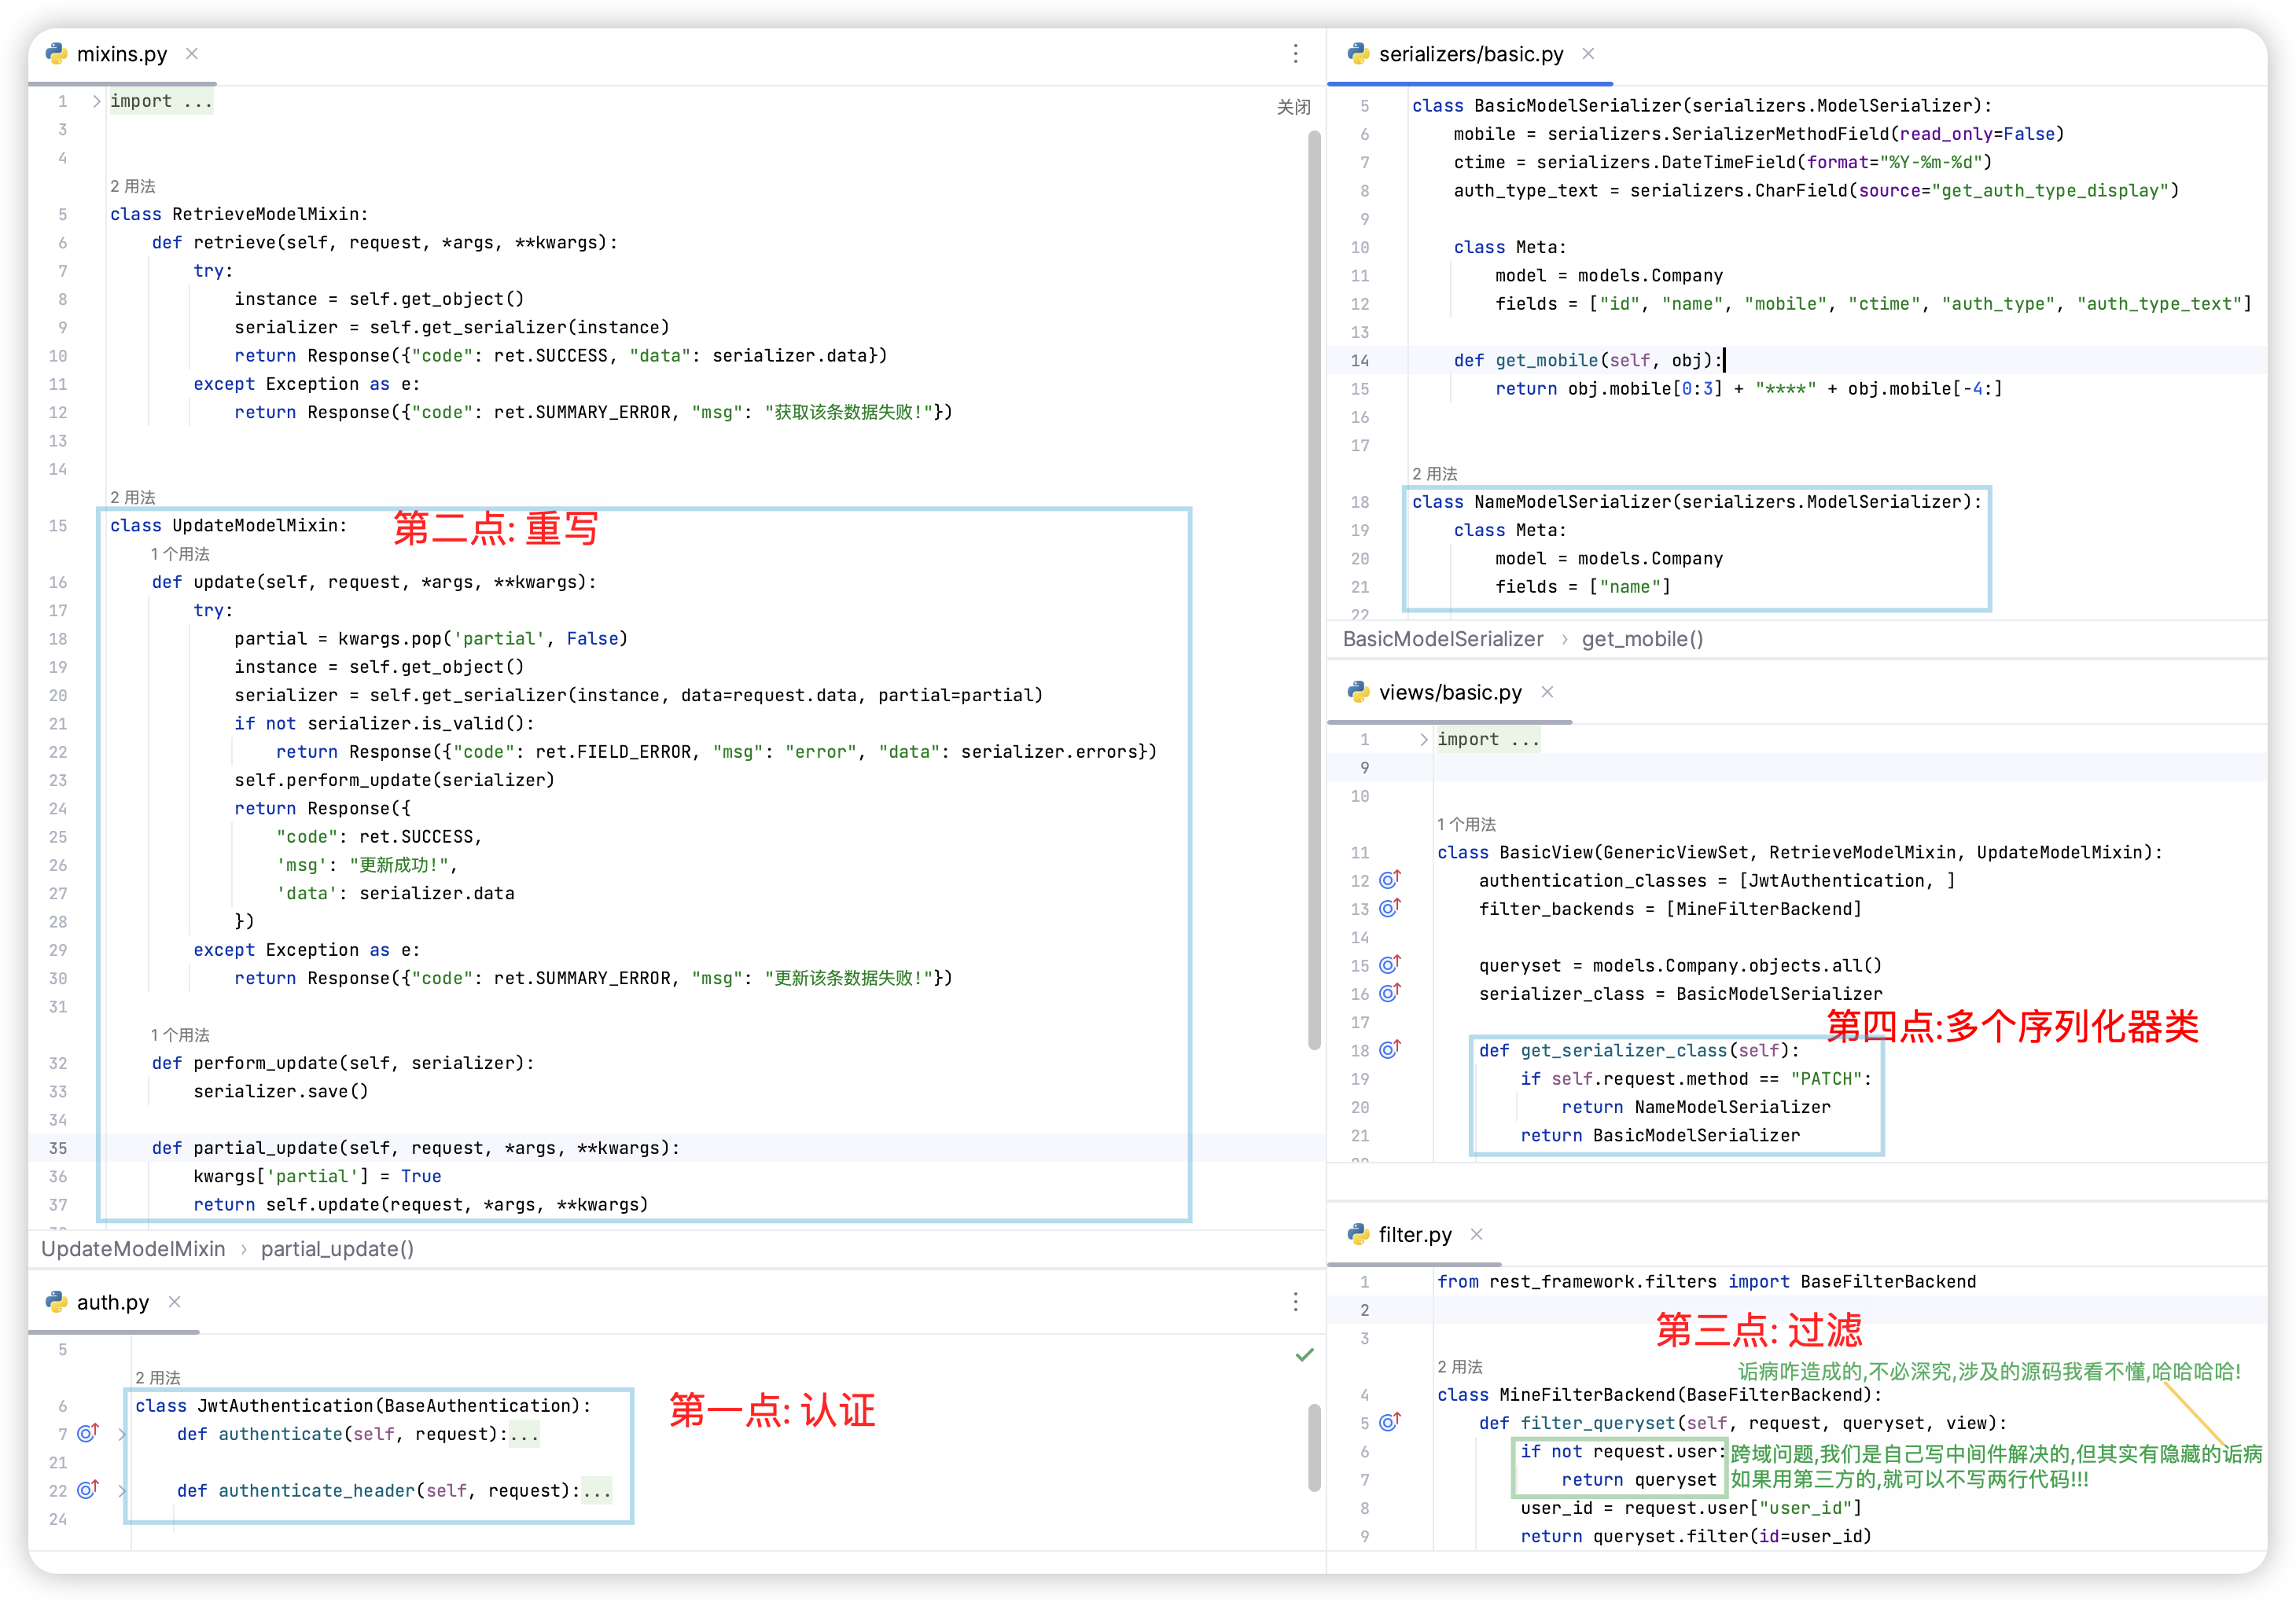 mixins.py
1 import ...
3
4
关闭
2 用法
5 class RetrieveModelMixin:
6 def retrieve(self, request, *args, **kwargs):
7 try:
8 instance = self.get_object()
9 serializer = self.get_serializer(instance)
10 return Response({"code": ret.SUCCESS, "data": serializer.data})
11 except Exception as e:
12 return Response({"code": ret.SUMMARY_ERROR, "msg": "获取该条数据失败!"})
13
14
2 用法
15 class UpdateModelMixin:
第二点: 重写
1 个用法
16 def update(self, request, *args, **kwargs):
17 try:
18 partial = kwargs.pop('partial', False)
19 instance = self.get_object()
20 serializer = self.get_serializer(instance, data=request.data, partial=partial)
21 if not serializer.is_valid():
22 return Response({"code": ret.FIELD_ERROR, "msg": "error", "data": serializer.errors})
23 self.perform_update(serializer)
24 return Response({
25 "code": ret.SUCCESS,
26 'msg': "更新成功!",
27 'data': serializer.data
28 })
29 except Exception as e:
30 return Response({"code": ret.SUMMARY_ERROR, "msg": "更新该条数据失败!"})
31
1 个用法
32 def perform_update(self, serializer):
33 serializer.save()
34
35 def partial_update(self, request, *args, **kwargs):
36 kwargs['partial'] = True
37 return self.update(request, *args, **kwargs)
UpdateModelMixin › partial_update()
auth.py
5
2 用法
6 class JwtAuthentication(BaseAuthentication):
第一点: 认证
7 def authenticate(self, request):...
21
22 def authenticate_header(self, request):...
24
serializers/basic.py
5 class BasicModelSerializer(serializers.ModelSerializer):
6 mobile = serializers.SerializerMethodField(read_only=False)
7 ctime = serializers.DateTimeField(format="%Y-%m-%d")
8 auth_type_text = serializers.CharField(source="get_auth_type_display")
9
10 class Meta:
11 model = models.Company
12 fields = ["id", "name", "mobile", "ctime", "auth_type", "auth_type_text"]
13
14 def get_mobile(self, obj):
15 return obj.mobile[0:3] + "****" + obj.mobile[-4:]
16
17
2 用法
18 class NameModelSerializer(serializers.ModelSerializer):
19 class Meta:
20 model = models.Company
21 fields = ["name"]
22
BasicModelSerializer › get_mobile()
views/basic.py
1 import ...
9
10
1 个用法
11 class BasicView(GenericViewSet, RetrieveModelMixin, UpdateModelMixin):
12 authentication_classes = [JwtAuthentication, ]
13 filter_backends = [MineFilterBackend]
14
15 queryset = models.Company.objects.all()
16 serializer_class = BasicModelSerializer
17
第四点:多个序列化器类
18 def get_serializer_class(self):
19 if self.request.method == "PATCH":
20 return NameModelSerializer
21 return BasicModelSerializer
filter.py
1 from rest_framework.filters import BaseFilterBackend
2
3
第三点: 过滤
2 用法
诟病咋造成的,不必深究,涉及的源码我看不懂,哈哈哈哈!
4 class MineFilterBackend(BaseFilterBackend):
5 def filter_queryset(self, request, queryset, view):
6 if not request.user:
跨域问题,我们是自己写中间件解决的,但其实有隐藏的诟病
7 return queryset
如果用第三方的,就可以不写两行代码!!!
8 user_id = request.user["user_id"]
9 return queryset.filter(id=user_id)